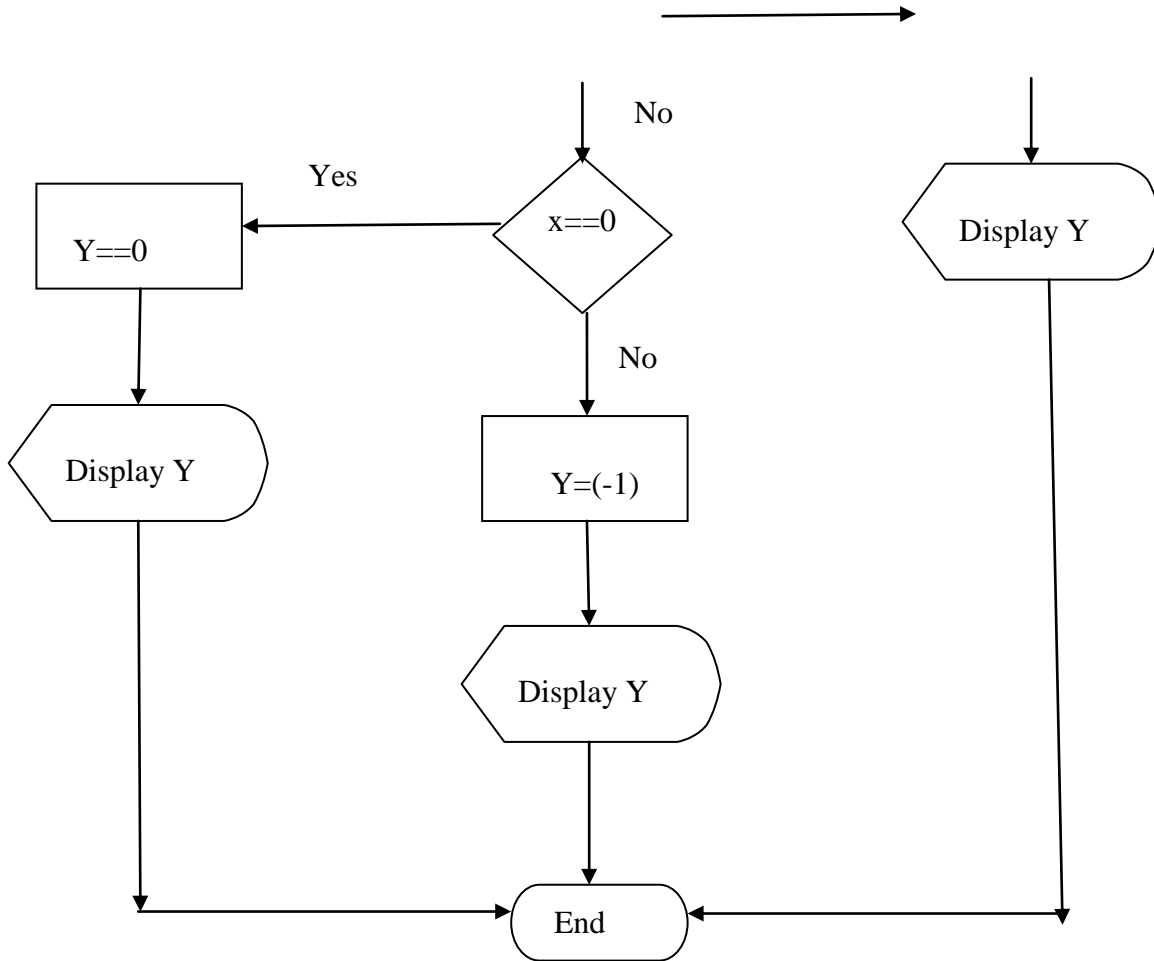 No
Yes
x==0
Display Y
Y==0
No
Display Y
Y=(-1)
Display Y
End